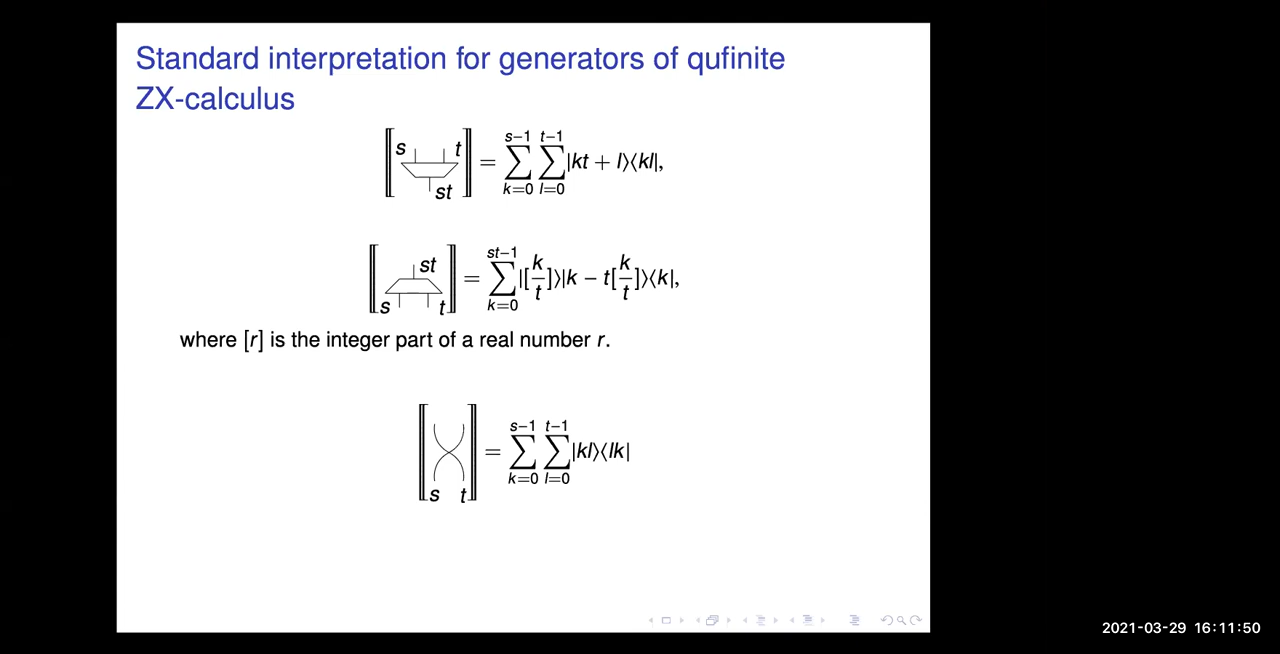 Standard interpretation for generators of qufinite
ZX-calculus
⟦ s t st ⟧ = ∑_{k=0}^{s−1} ∑_{l=0}^{t−1} |kt + l⟩⟨kl|,
⟦ st s t ⟧ = ∑_{k=0}^{st−1} |[k/t]⟩|k − t[k/t]⟩⟨k|,
where [r] is the integer part of a real number r.
⟦ s t ⟧ = ∑_{k=0}^{s−1} ∑_{l=0}^{t−1} |kl⟩⟨lk|
2021-03-29 16:11:50